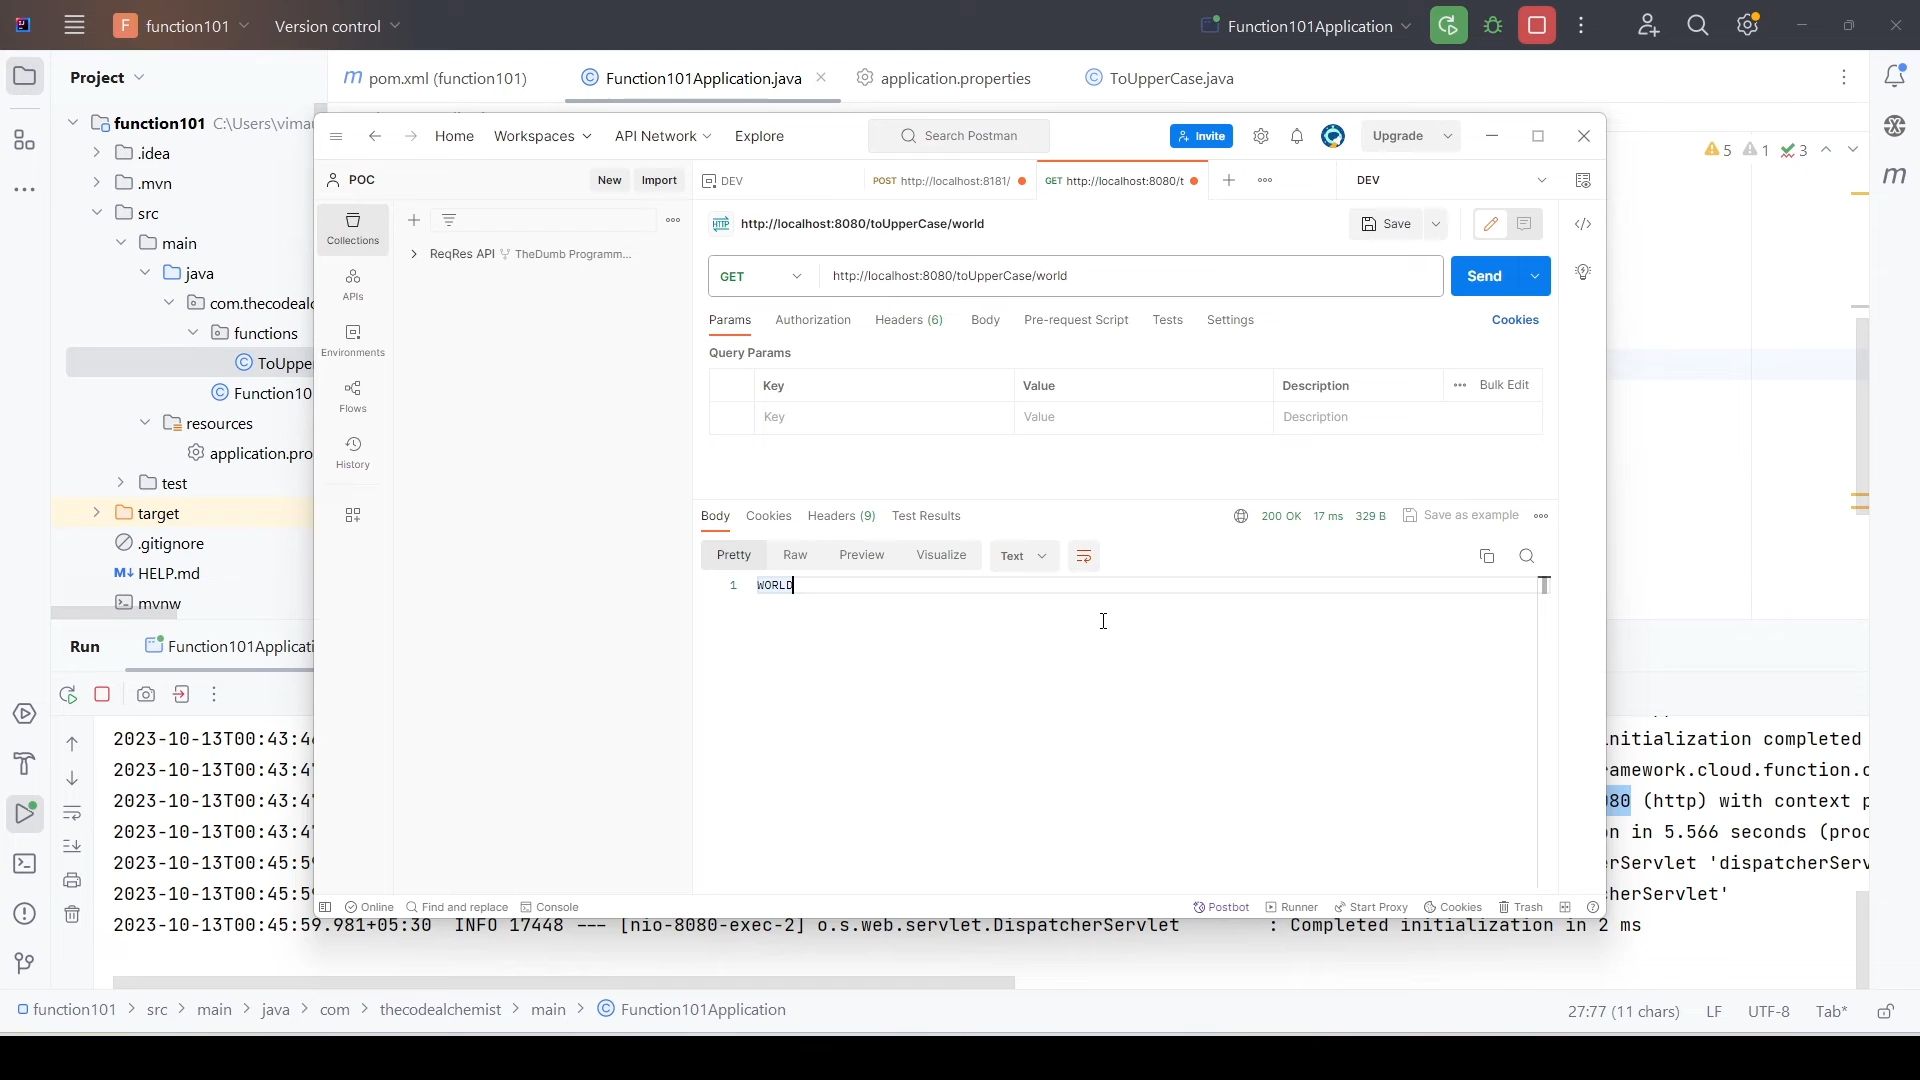 F function101
Version control
Function101Application
Project
pom.xml (function101)
Function101Application.java
application.properties
ToUpperCase.java
function101 C:\Users\vima
.idea
.mvn
src
main
java
com.thecodealc
functions
ToUppe
Function10
resources
application.pro
test
target
.gitignore
HELP.md
mvnw
5 1 3
Home Workspaces API Network Explore
Search Postman
Invite
Upgrade
POC
New Import
DEV
POST http://localhost:8181/
GET http://localhost:8080/t
DEV
Collections
APIs
Environments
Flows
History
ReqRes API TheDumb Programm...
HTTP http://localhost:8080/toUpperCase/world
Save
GET http://localhost:8080/toUpperCase/world
Send
Params Authorization Headers (6) Body Pre-request Script Tests Settings
Cookies
Query Params
Key Value Description Bulk Edit
Key Value Description
Body Cookies Headers (9) Test Results
200 OK 17 ms 329 B Save as example
Pretty Raw Preview Visualize Text
1 WORLD
Online Find and replace Console
Postbot Runner Start Proxy Cookies Trash
Run Function101Applicati
2023-10-13T00:43:4
nitialization completed
2023-10-13T00:43:4
amework.cloud.function.c
2023-10-13T00:43:4
80 (http) with context p
2023-10-13T00:43:4
n in 5.566 seconds (proc
2023-10-13T00:45:59
rServlet 'dispatcherServ
2023-10-13T00:45:59
cherServlet'
2023-10-13T00:45:59.981+05:30 INFO 17448 --- [nio-8080-exec-2] o.s.web.servlet.DispatcherServlet : Completed initialization in 2 ms
function101 > src > main > java > com > thecodealchemist > main > Function101Application
27:77 (11 chars) LF UTF-8 Tab*